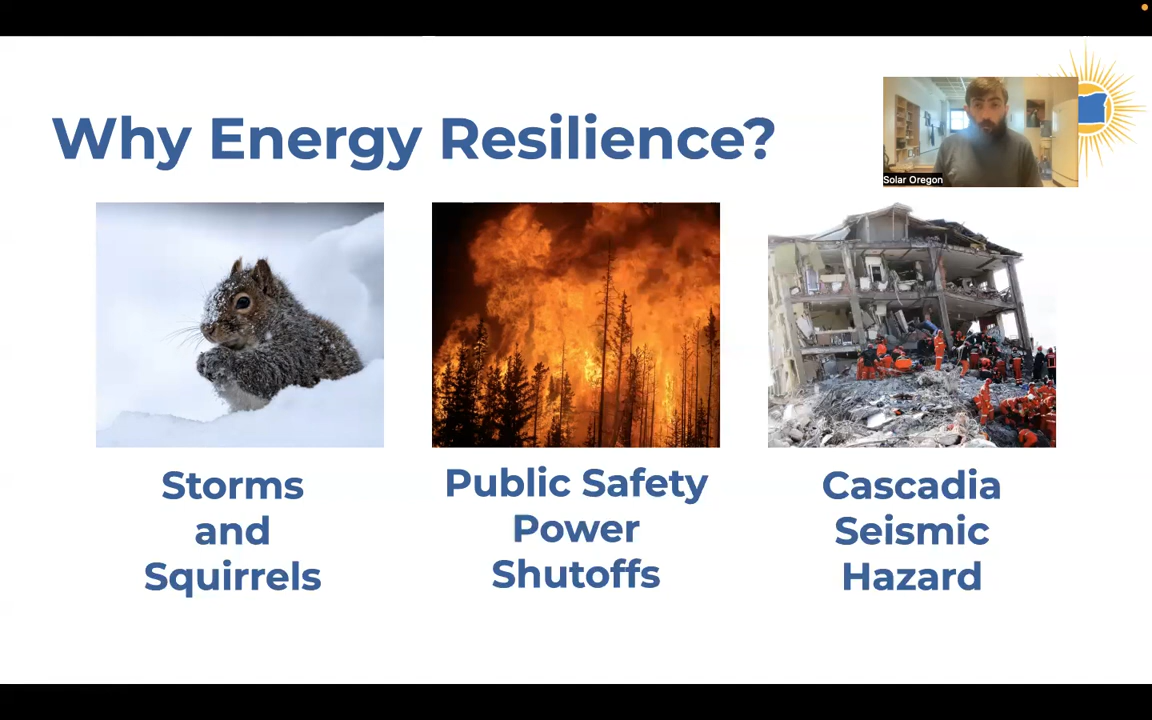 Why Energy Resilience?
Solar Oregon
Storms
and
Squirrels
Public Safety
Power
Shutoffs
Cascadia
Seismic
Hazard